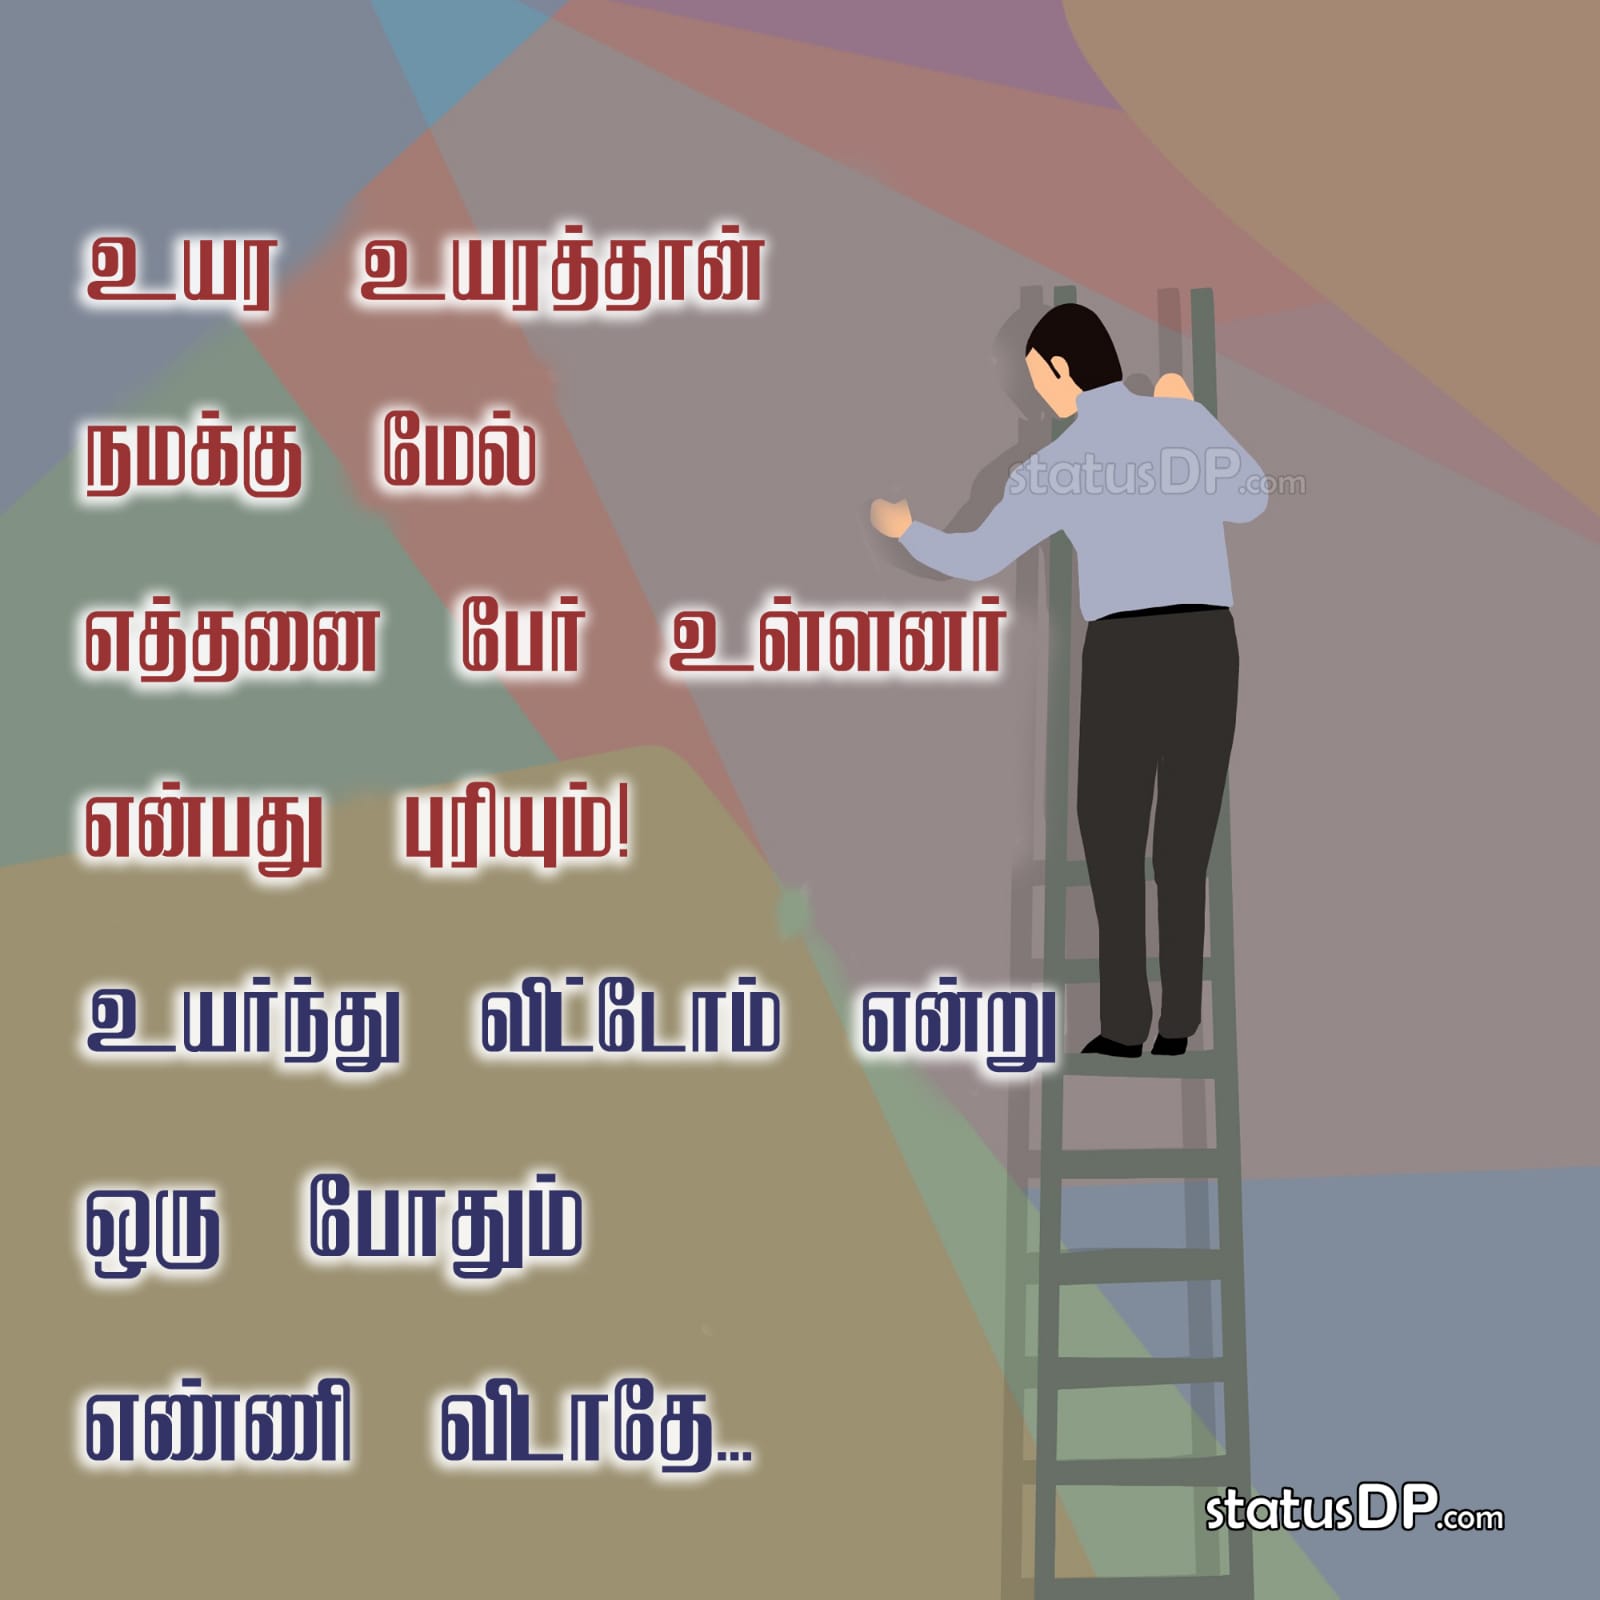 உயர உயரத்தான்
நமக்கு மேல்
statusDP.com
எத்தனை பேர் உள்ளனர்
என்பது புரியும்!
உயர்ந்து விட்டோம் என்று
ஒரு போதும்
எண்ணி விடாதே...
statusDP.com